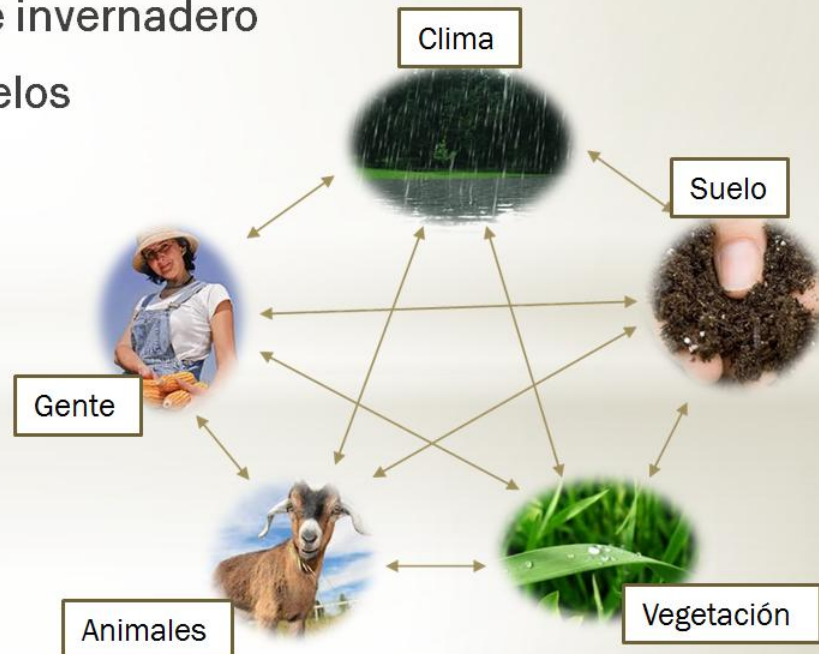 e invernadero
elos
Clima
Suelo
Gente
Animales
Vegetación